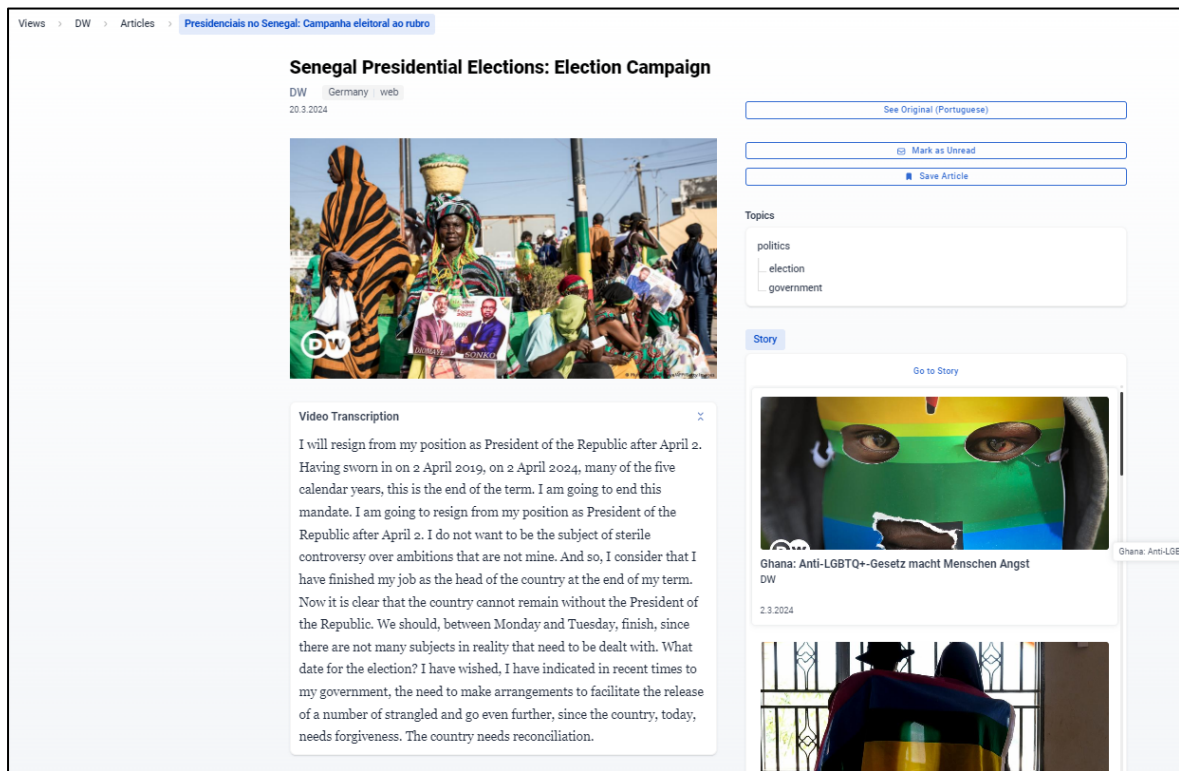 Views > DW > Articles > Presidenciais no Senegal: Campanha eleitoral ao rubro
Senegal Presidential Elections: Election Campaign
DW Germany | web
20.3.2024
DIOMAYE SONKO
DW
Video Transcription
I will resign from my position as President of the Republic after April 2.
Having sworn in on 2 April 2019, on 2 April 2024, many of the five
calendar years, this is the end of the term. I am going to end this
mandate. I am going to resign from my position as President of the
Republic after April 2. I do not want to be the subject of sterile
controversy over ambitions that are not mine. And so, I consider that I
have finished my job as the head of the country at the end of my term.
Now it is clear that the country cannot remain without the President of
the Republic. We should, between Monday and Tuesday, finish, since
there are not many subjects in reality that need to be dealt with. What
date for the election? I have wished, I have indicated in recent times to
my government, the need to make arrangements to facilitate the release
of a number of strangled and go even further, since the country, today,
needs forgiveness. The country needs reconciliation.
See Original (Portuguese)
Mark as Unread
Save Article
Topics
politics
election
government
Story
Go to Story
DW
Ghana: Anti-LGBTQ+-Gesetz macht Menschen Angst
DW
2.3.2024
Ghana: Anti-LGB